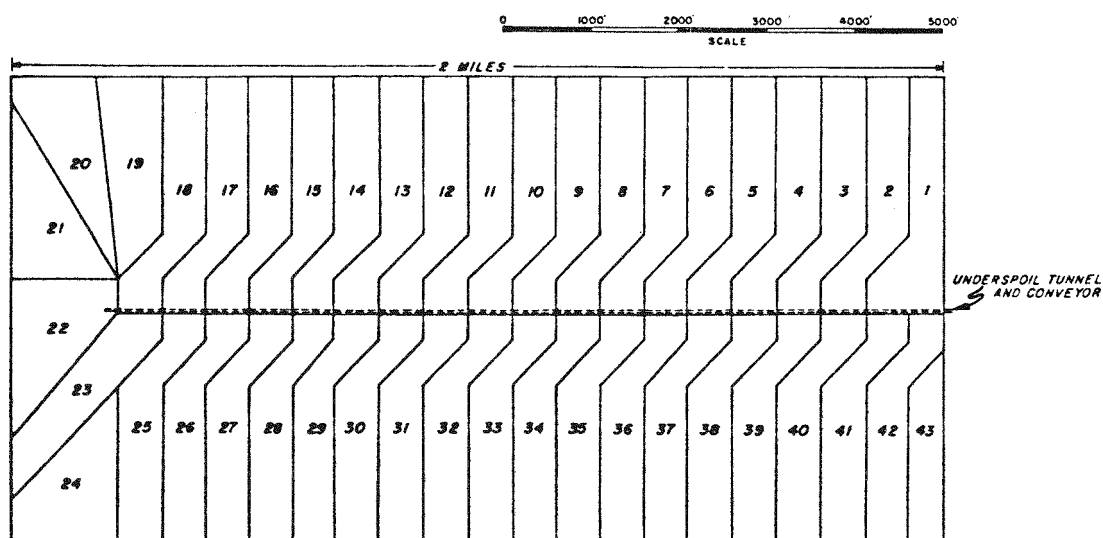 0 1000' 2000' 3000' 4000' 5000'
SCALE
2 MILES
20 19 18 17 16 15 14 13 12 11 10 9 8 7 6 5 4 3 2 1
21
UNDERSPOIL TUNNEL
AND CONVEYOR
22
23
25 26 27 28 29 30 31 32 33 34 35 36 37 38 39 40 41 42 43
24